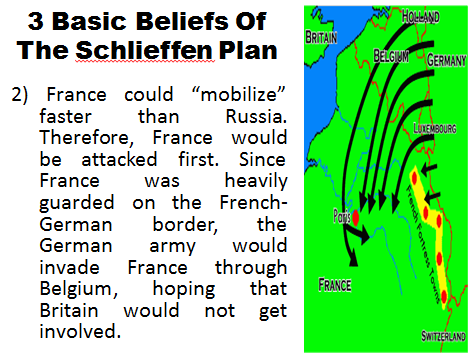 3 Basic Beliefs Of
The Schlieffen Plan
2) France could “mobilize”
faster than Russia.
Therefore, France would
be attacked first. Since
France was heavily
guarded on the French-
German border, the
German army would
invade France through
Belgium, hoping that
Britain would not get
involved.
HOLLAND
BRITAIN
BELGIUM
GERMANY
LUXEMBOURG
Paris
French Fortress Towns
FRANCE
SWITZERLAND